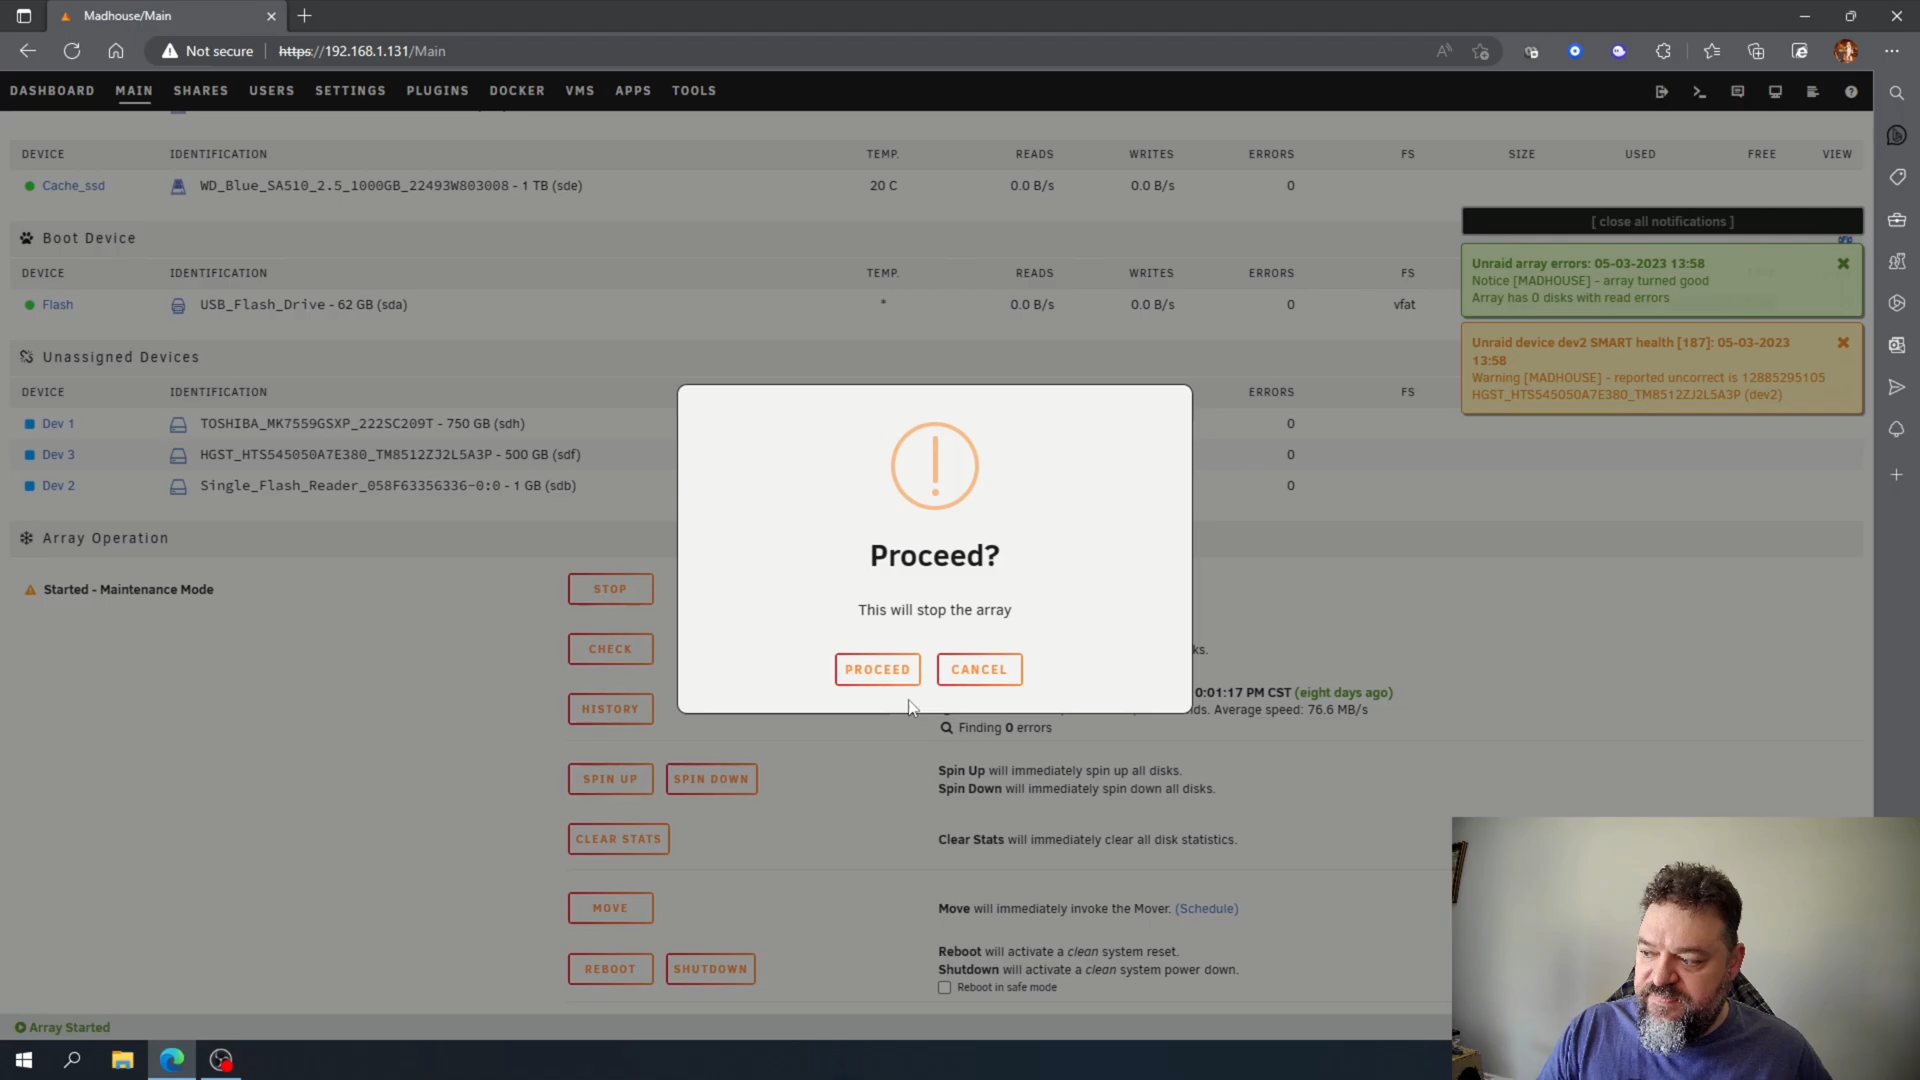 Madhouse/Main
Not secure
https://192.168.1.131/Main
DASHBOARD MAIN SHARES USERS SETTINGS PLUGINS DOCKER VMS APPS TOOLS
DEVICE IDENTIFICATION TEMP. READS WRITES ERRORS FS SIZE USED FREE VIEW
Cache_ssd WD_Blue_SA510_2.5_1000GB_22493W803008 - 1 TB (sde) 20 C 0.0 B/s 0.0 B/s 0
[ close all notifications ]
Boot Device
Unraid array errors: 05-03-2023 13:58
Notice [MADHOUSE] - array turned good
Array has 0 disks with read errors
DEVICE IDENTIFICATION TEMP. READS WRITES ERRORS FS
Flash USB_Flash_Drive - 62 GB (sda) * 0.0 B/s 0.0 B/s 0 vfat
Unraid device dev2 SMART health [187]: 05-03-2023
13:58
Warning [MADHOUSE] - reported uncorrect is 12885295105
HGST_HTS545050A7E380_TM8512ZJ2L5A3P (dev2)
Unassigned Devices
DEVICE IDENTIFICATION ERRORS FS
Dev 1 TOSHIBA_MK7559GSXP_222SC209T - 750 GB (sdh) 0
Dev 3 HGST_HTS545050A7E380_TM8512ZJ2L5A3P - 500 GB (sdf) 0
Dev 2 Single_Flash_Reader_058F63356336-0:0 - 1 GB (sdb) 0
Array Operation
Proceed?
This will stop the array
PROCEED CANCEL
Started - Maintenance Mode
STOP
CHECK
ks.
HISTORY
0:01:17 PM CST (eight days ago)
nds. Average speed: 76.6 MB/s
Finding 0 errors
SPIN UP SPIN DOWN
Spin Up will immediately spin up all disks.
Spin Down will immediately spin down all disks.
CLEAR STATS
Clear Stats will immediately clear all disk statistics.
MOVE
Move will immediately invoke the Mover. (Schedule)
REBOOT SHUTDOWN
Reboot will activate a clean system reset.
Shutdown will activate a clean system power down.
Reboot in safe mode
Array Started